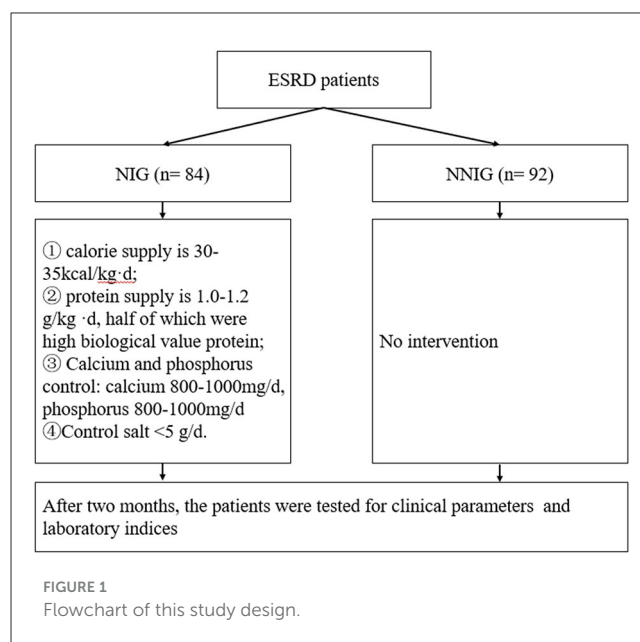 ESRD patients
NIG (n= 84)
NNIG (n= 92)
① calorie supply is 30-
35kcal/kg·d;
② protein supply is 1.0-1.2
g/kg ·d, half of which were
high biological value protein;
③ Calcium and phosphorus
control: calcium 800-1000mg/d,
phosphorus 800-1000mg/d
④Control salt <5 g/d.
No intervention
After two months, the patients were tested for clinical parameters and
laboratory indices
FIGURE 1
Flowchart of this study design.